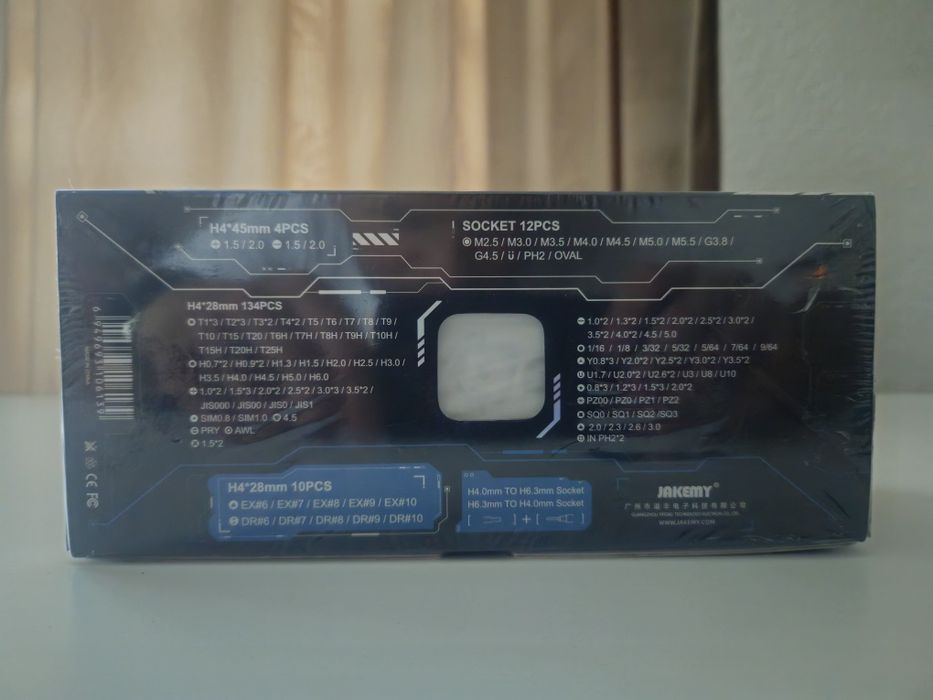 H4*45mm 4PCS
1.5 / 2.0 1.5 / 2.0
SOCKET 12PCS
M2.5 / M3.0 / M3.5 / M4.0 / M4.5 / M5.0 / M5.5 / G3.8 /
G4.5 / ü / PH2 / OVAL
H4*28mm 134PCS
T1*3 / T2*3 / T3*2 / T4*2 / T5 / T6 / T7 / T8 / T9 /
T10 / T15 / T20 / T6H / T7H / T8H / T9H / T10H /
T15H / T20H / T25H
H0.7*2 / H0.9*2 / H1.3 / H1.5 / H2.0 / H2.5 / H3.0 /
H3.5 / H4.0 / H4.5 / H5.0 / H6.0
1.0*2 / 1.5*3 / 2.0*2 / 2.5*2 / 3.0*3 / 3.5*2 /
JIS000 / JIS00 / JIS0 / JIS1
SIM0.8 / SIM1.0 4.5
PRY AWL
1.5*2
1.0*2 / 1.3*2 / 1.5*2 / 2.0*2 / 2.5*2 / 3.0*2 /
3.5*2 / 4.0*2 / 4.5 / 5.0
1/16 / 1/8 / 3/32 / 5/32 / 5/64 / 7/64 / 9/64
Y0.8*3 / Y2.0*2 / Y2.5*2 / Y3.0*2 / Y3.5*2
U1.7 / U2.0*2 / U2.6*2 / U3 / U8 / U10
0.8*3 / 1.2*3 / 1.5*3 / 2.0*2
PZ00 / PZ0 / PZ1 / PZ2
SQ0 / SQ1 / SQ2 /SQ3
2.0 / 2.3 / 2.6 / 3.0
IN PH2*2
H4*28mm 10PCS
EX#6 / EX#7 / EX#8 / EX#9 / EX#10
DR#6 / DR#7 / DR#8 / DR#9 / DR#10
H4.0mm TO H6.3mm Socket
H6.3mm TO H4.0mm Socket
[ ] + [ ]
JAKEMY®
WWW.JAKEMY.COM
MADE IN CHINA
CE FC